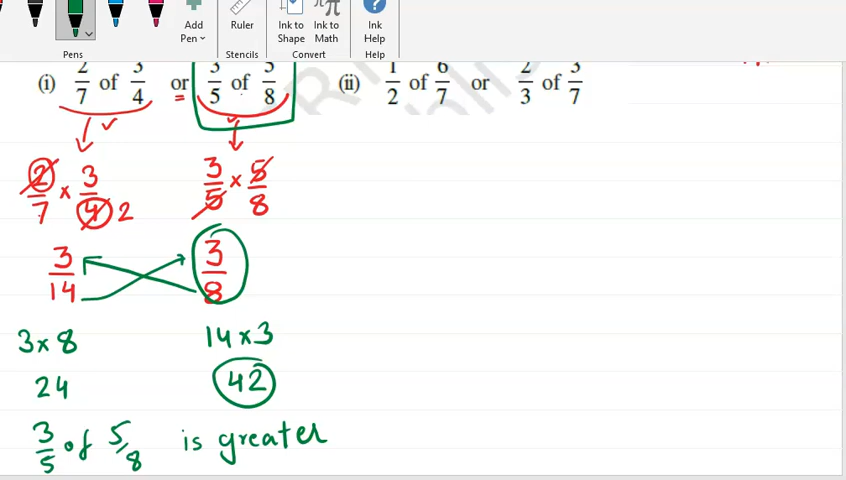 Add Pen
Ruler
Ink to Shape
Ink to Math
Ink Help
Pens
Stencils
Convert
Help
(i) 2/7 of 3/4 or 3/5 of 5/8 (ii) 1/2 of 6/7 or 2/3 of 3/7
2/7 × 3/4 2
3/5 × 5/8
3/14
3/8
3 × 8
14 × 3
24
42
3/5 of 5/8 is greater